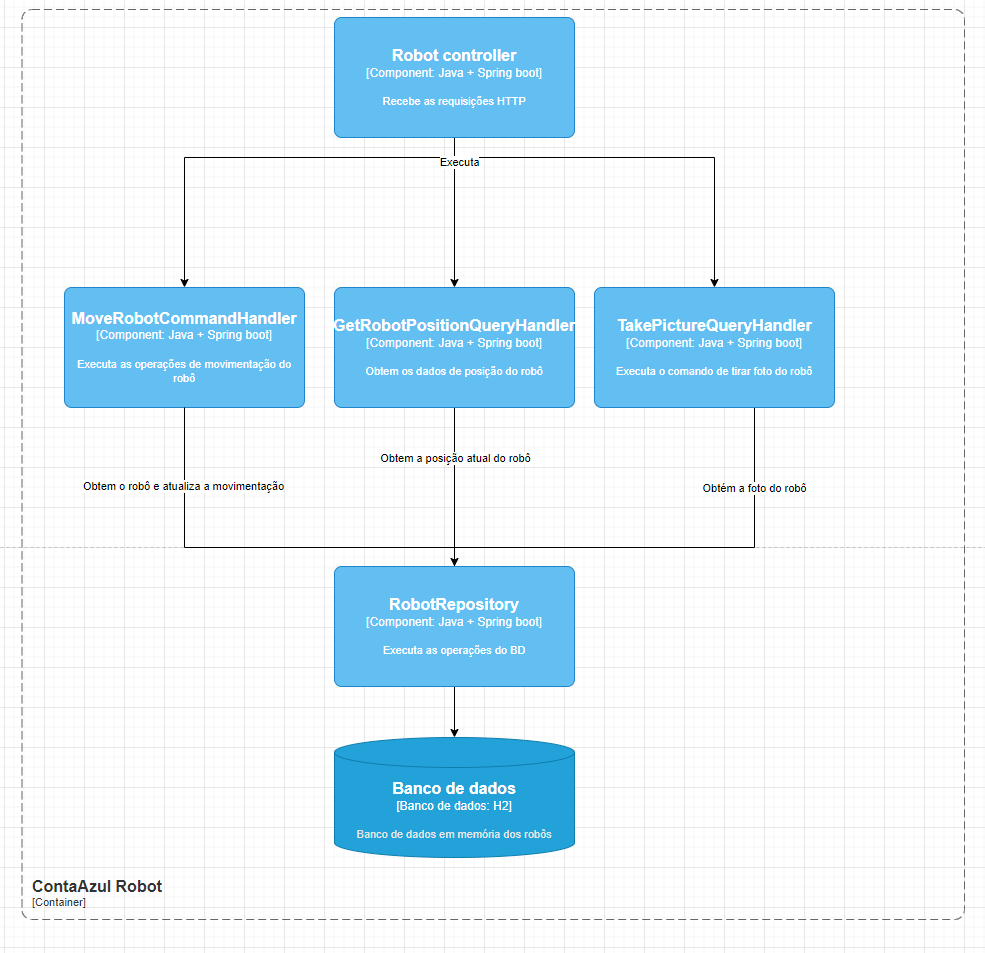 Robot controller
[Component: Java + Spring boot]
Recebe as requisições HTTP
Executa
MoveRobotCommandHandler
[Component: Java + Spring boot]
Executa as operações de movimentação do
robô
GetRobotPositionQueryHandler
[Component: Java + Spring boot]
Obtem os dados de posição do robô
TakePictureQueryHandler
[Component: Java + Spring boot]
Executa o comando de tirar foto do robô
Obtem a posição atual do robô
Obtem o robô e atualiza a movimentação
Obtém a foto do robô
RobotRepository
[Component: Java + Spring boot]
Executa as operações do BD
Banco de dados
[Banco de dados: H2]
Banco de dados em memória dos robôs
ContaAzul Robot
[Container]